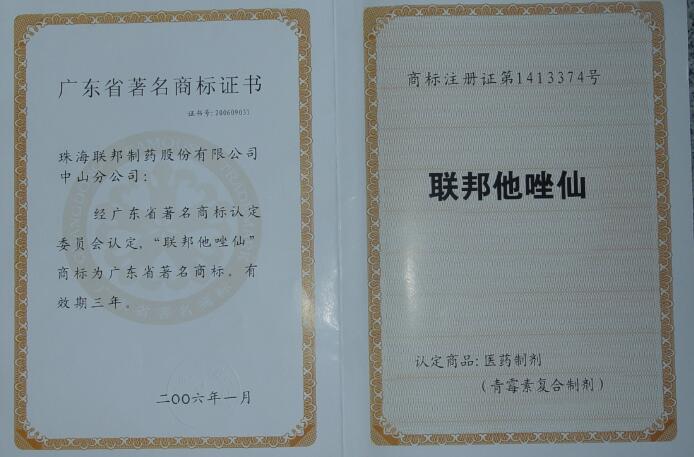 广东省著名商标证书
证书号:200609031
珠海联邦制药股份有限公司
中山分公司:
经广东省著名商标认定
委员会认定,“联邦他唑仙”
商标为广东省著名商标。有
效期三年。
二〇〇六年一月
商标注册证第1413374号
联邦他唑仙
认定商品:医药制剂
(青霉素复合制剂)